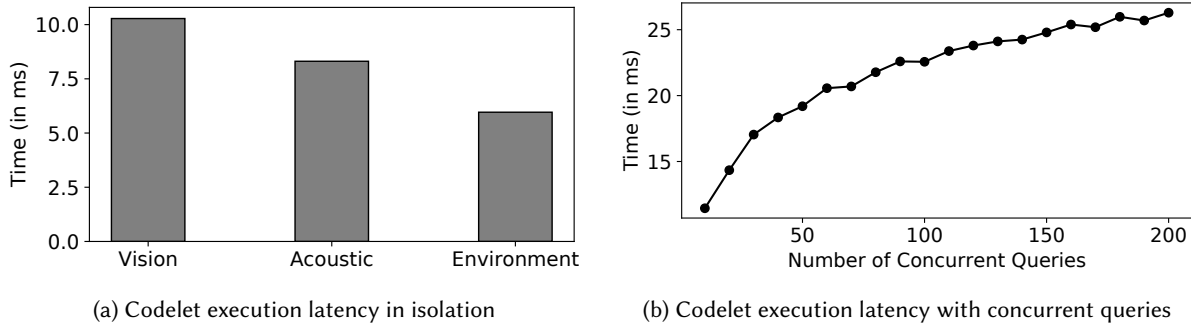 Time (in ms)
10.0
7.5
5.0
2.5
0.0
Vision Acoustic Environment
(a) Codelet execution latency in isolation
Time (in ms)
25
20
15
50 100 150 200
Number of Concurrent Queries
(b) Codelet execution latency with concurrent queries